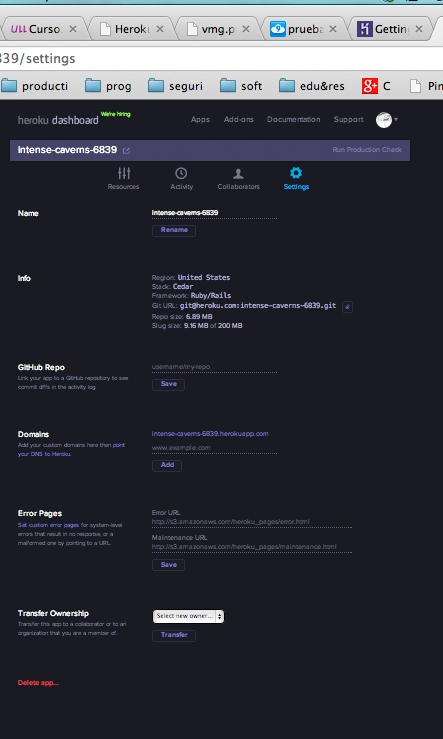 ULL Curso:
Heroku
vmg.p
prueba
Gettin
839/settings
producti
prog
seguri
soft
edu&res
g+ C
Pin
heroku dashboard We're hiring
Apps
Add-ons
Documentation
Support
intense-caverns-6839
Run Production Check
Resources
Activity
Collaborators
Settings
Name
intense-caverns-6839
Rename
Info
Region: United States
Stack: Cedar
Framework: Ruby/Rails
Git URL: git@heroku.com:intense-caverns-6839.git
Repo size: 6.89 MB
Slug size: 9.16 MB of 200 MB
GitHub Repo
Link your app to a GitHub repository to see
commit diffs in the activity log.
username/my-repo
Save
Domains
Add your custom domains here then point
your DNS to Heroku.
intense-caverns-6839.herokuapp.com
www.example.com
Add
Error Pages
Set custom error pages for system-level
errors that result in no response, or a
malformed one by pointing to a URL.
Error URL
http://s3.amazonaws.com/heroku_pages/error.html
Maintenance URL
http://s3.amazonaws.com/heroku_pages/maintenance.html
Save
Transfer Ownership
Transfer this app to a collaborator or to an
organization that you are a member of.
Select new owner...
Transfer
Delete app...